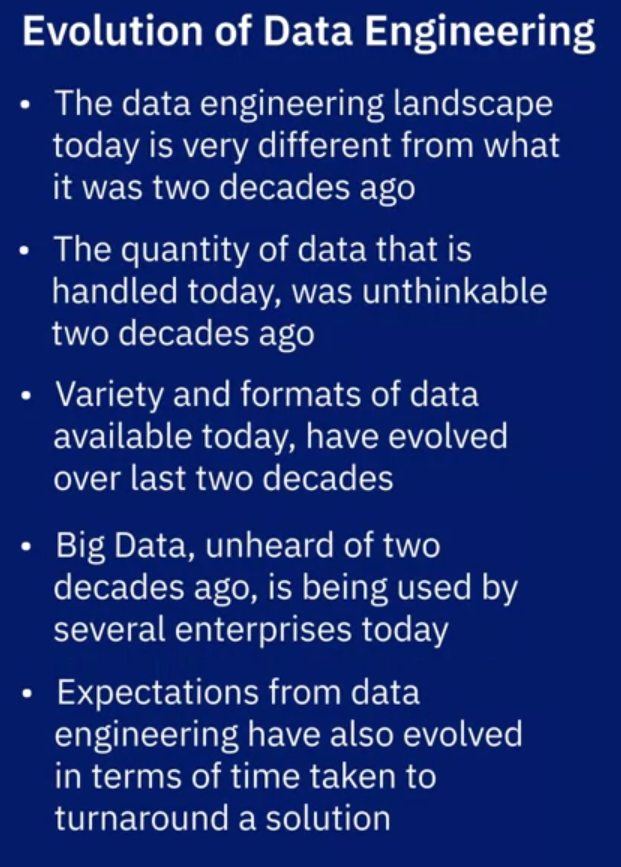 Evolution of Data Engineering
• The data engineering landscape
today is very different from what
it was two decades ago
• The quantity of data that is
handled today, was unthinkable
two decades ago
• Variety and formats of data
available today, have evolved
over last two decades
• Big Data, unheard of two
decades ago, is being used by
several enterprises today
• Expectations from data
engineering have also evolved
in terms of time taken to
turnaround a solution